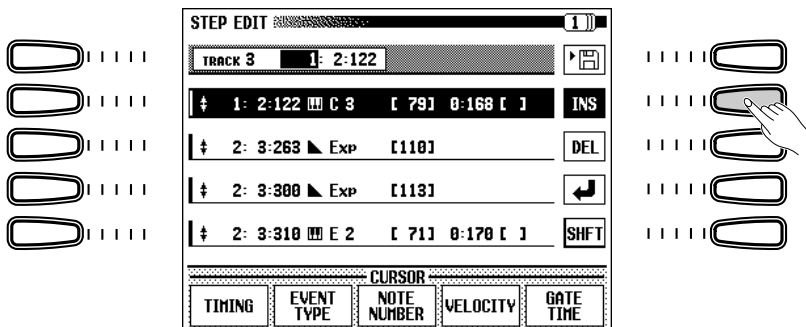 STEP EDIT 1
TRACK 3 1: 2:122
1: 2:122 C 3 [ 79] 0:168 [ ] INS
2: 3:263 Exp [110] DEL
2: 3:300 Exp [113]
2: 3:310 E 2 [ 71] 0:170 [ ] SHFT
CURSOR
TIMING EVENT TYPE NOTE NUMBER VELOCITY GATE TIME